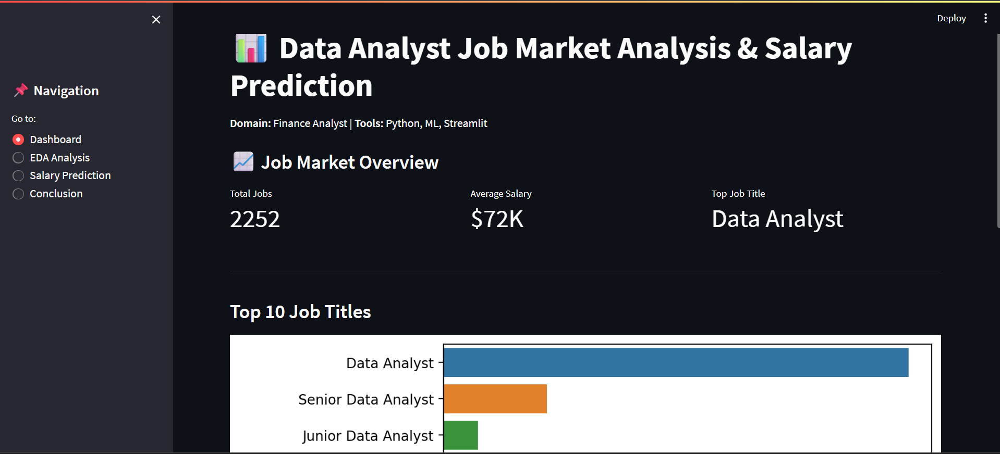 Deploy
Navigation
Go to:
Dashboard
EDA Analysis
Salary Prediction
Conclusion
Data Analyst Job Market Analysis & Salary
Prediction
Domain: Finance Analyst | Tools: Python, ML, Streamlit
Job Market Overview
Total Jobs
2252
Average Salary
$72K
Top Job Title
Data Analyst
Top 10 Job Titles
Data Analyst
Senior Data Analyst
Junior Data Analyst